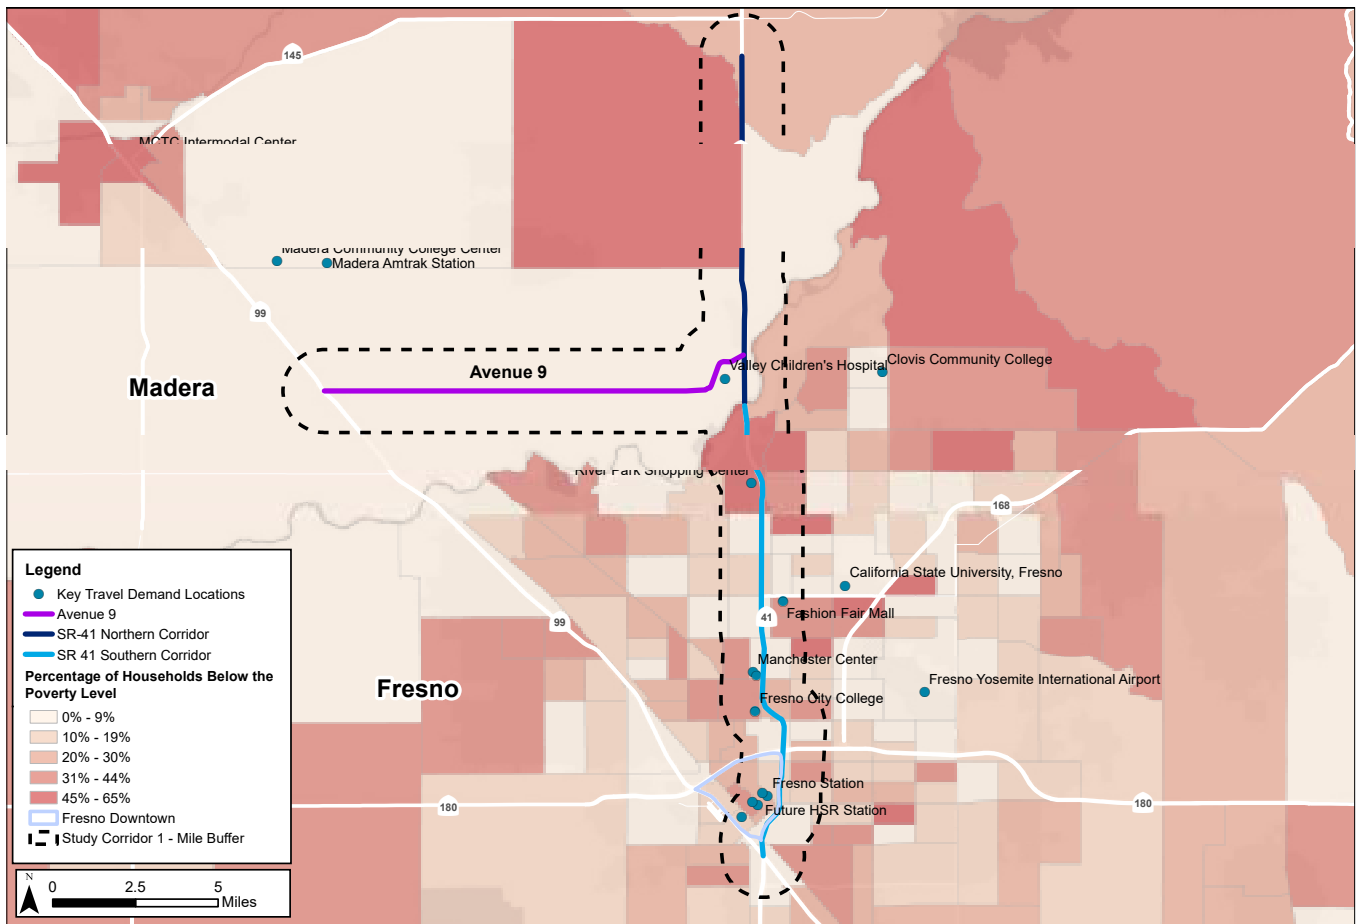 145
MCTC Intermodal Center
Madera Community College Center
Madera Amtrak Station
99
Avenue 9
Valley Children's Hospital
Clovis Community College
Madera
River Park Shopping Center
168
California State University, Fresno
Fashion Fair Mall
99
41
Manchester Center
Fresno
Fresno Yosemite International Airport
Fresno City College
Fresno Station
Future HSR Station
180
180
Legend
Key Travel Demand Locations
Avenue 9
SR-41 Northern Corridor
SR 41 Southern Corridor
Percentage of Households Below the
Poverty Level
0% - 9%
10% - 19%
20% - 30%
31% - 44%
45% - 65%
Fresno Downtown
Study Corridor 1 - Mile Buffer
N
0 2.5 5
Miles